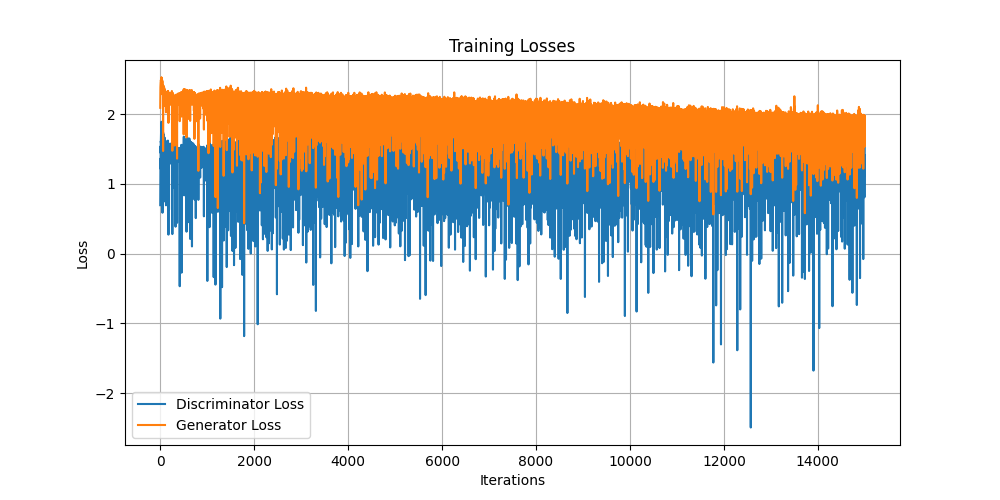 Training Losses
2
1
0
−1
−2
Loss
Discriminator Loss
Generator Loss
0 2000 4000 6000 8000 10000 12000 14000
Iterations